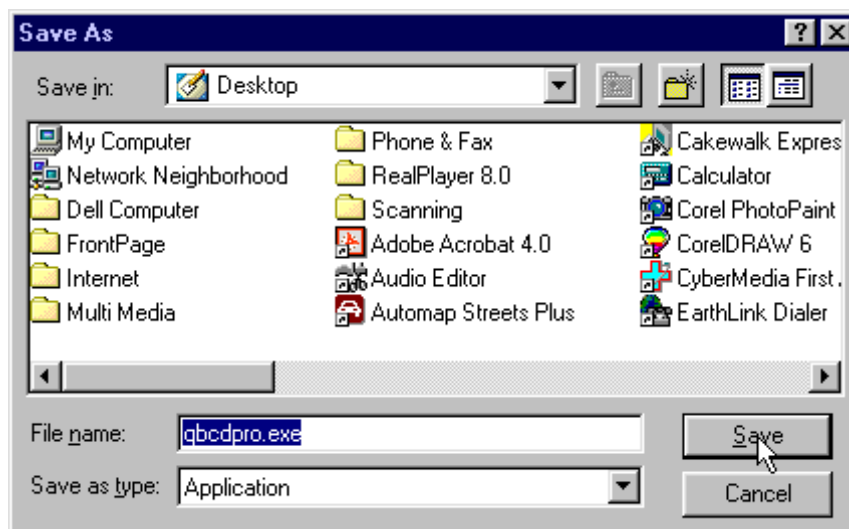 Save As
Save in: Desktop
My Computer Phone & Fax Cakewalk Expres
Network Neighborhood RealPlayer 8.0 Calculator
Dell Computer Scanning Corel PhotoPaint
FrontPage Adobe Acrobat 4.0 CorelDRAW 6
Internet Audio Editor CyberMedia First
Multi Media Automap Streets Plus EarthLink Dialer
File name: qbcdpro.exe Save
Save as type: Application Cancel